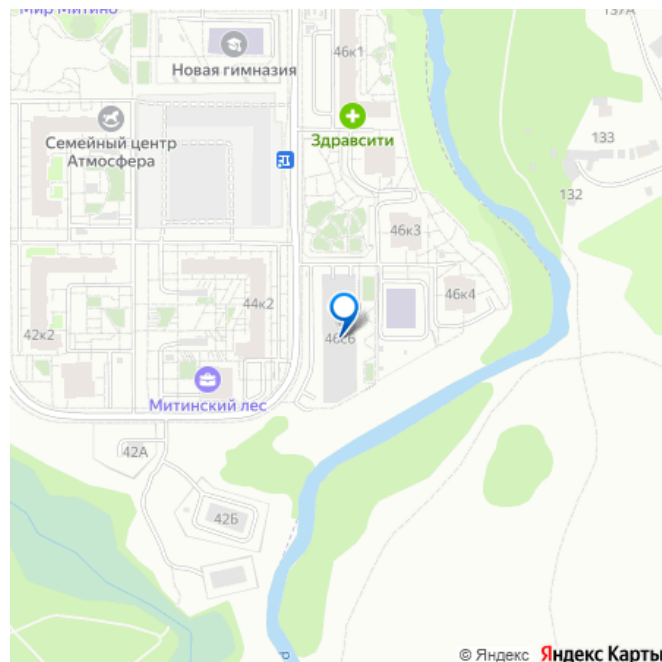 Мир Митино
137А
46к1
Новая гимназия
Здравсити
133
Семейный центр
Атмосфера
132
46к3
46к4
44к2
42к2
46с6
Митинский лес
42А
42Б
© Яндекс Яндекс Карты